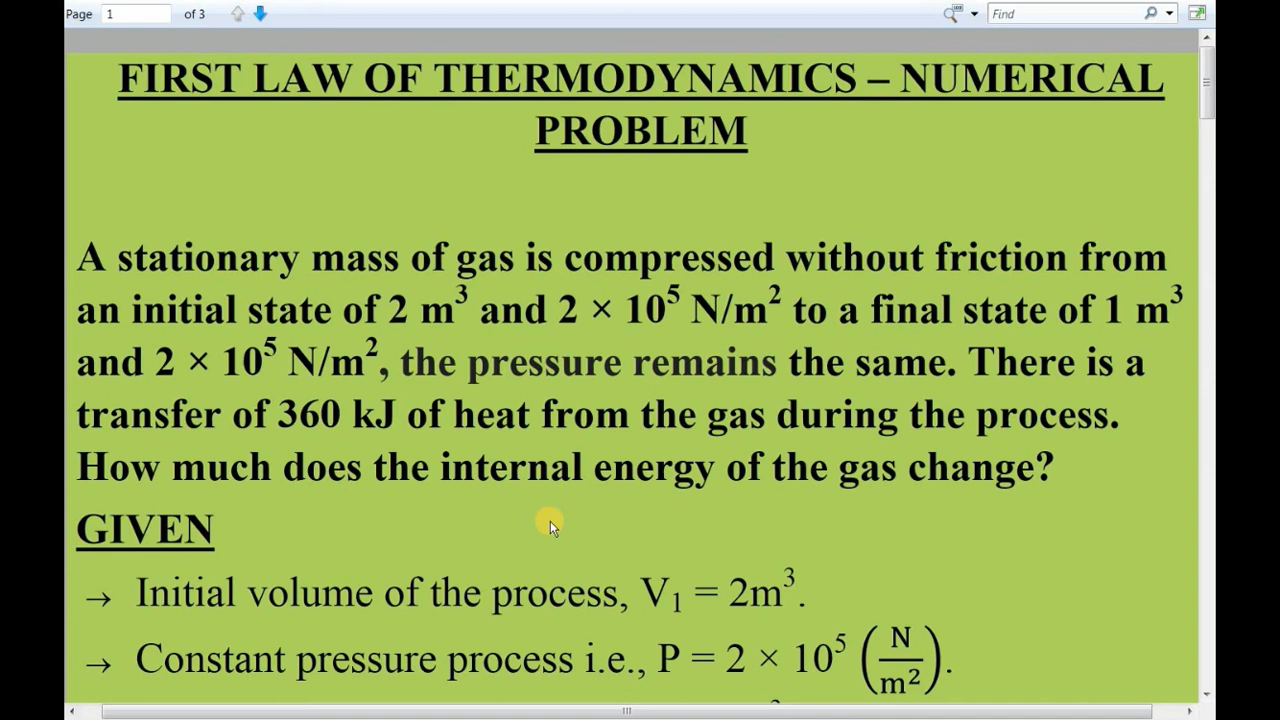 Page 1 of 3 Find
FIRST LAW OF THERMODYNAMICS – NUMERICAL
PROBLEM
A stationary mass of gas is compressed without friction from
an initial state of 2 m³ and 2 × 10⁵ N/m² to a final state of 1 m³
and 2 × 10⁵ N/m², the pressure remains the same. There is a
transfer of 360 kJ of heat from the gas during the process.
How much does the internal energy of the gas change?
GIVEN
→ Initial volume of the process, V₁ = 2m³.
→ Constant pressure process i.e., P = 2 × 10⁵ (N/m²).